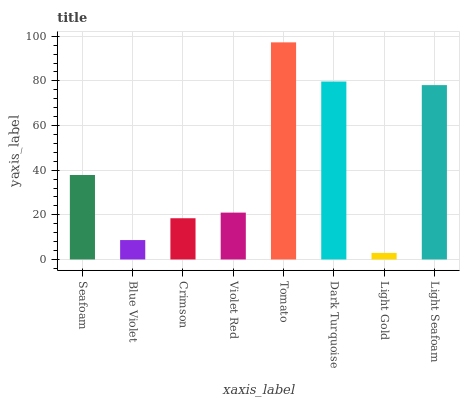 title
100
80
60
40
20
0
yaxis_label
Seafoam
Blue Violet
Crimson
Violet Red
Tomato
Dark Turquoise
Light Gold
Light Seafoam
xaxis_label